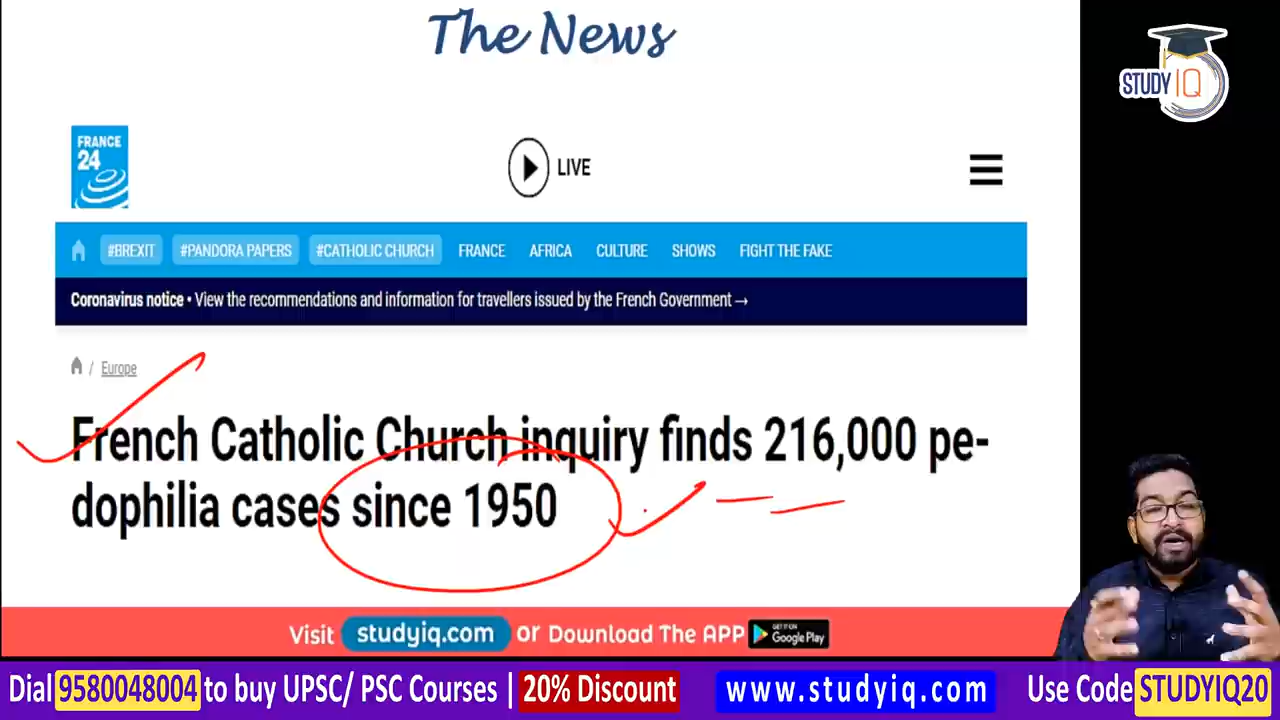 The News
STUDY IQ
FRANCE
24
LIVE
#BREXIT #PANDORA PAPERS #CATHOLIC CHURCH FRANCE AFRICA CULTURE SHOWS FIGHT THE FAKE
Coronavirus notice • View the recommendations and information for travellers issued by the French Government →
/ Europe
French Catholic Church inquiry finds 216,000 pe-
dophilia cases since 1950
Visit studyiq.com or Download The APP GET IT ON Google Play
Dial 9580048004 to buy UPSC/ PSC Courses | 20% Discount www.studyiq.com Use Code STUDYIQ20